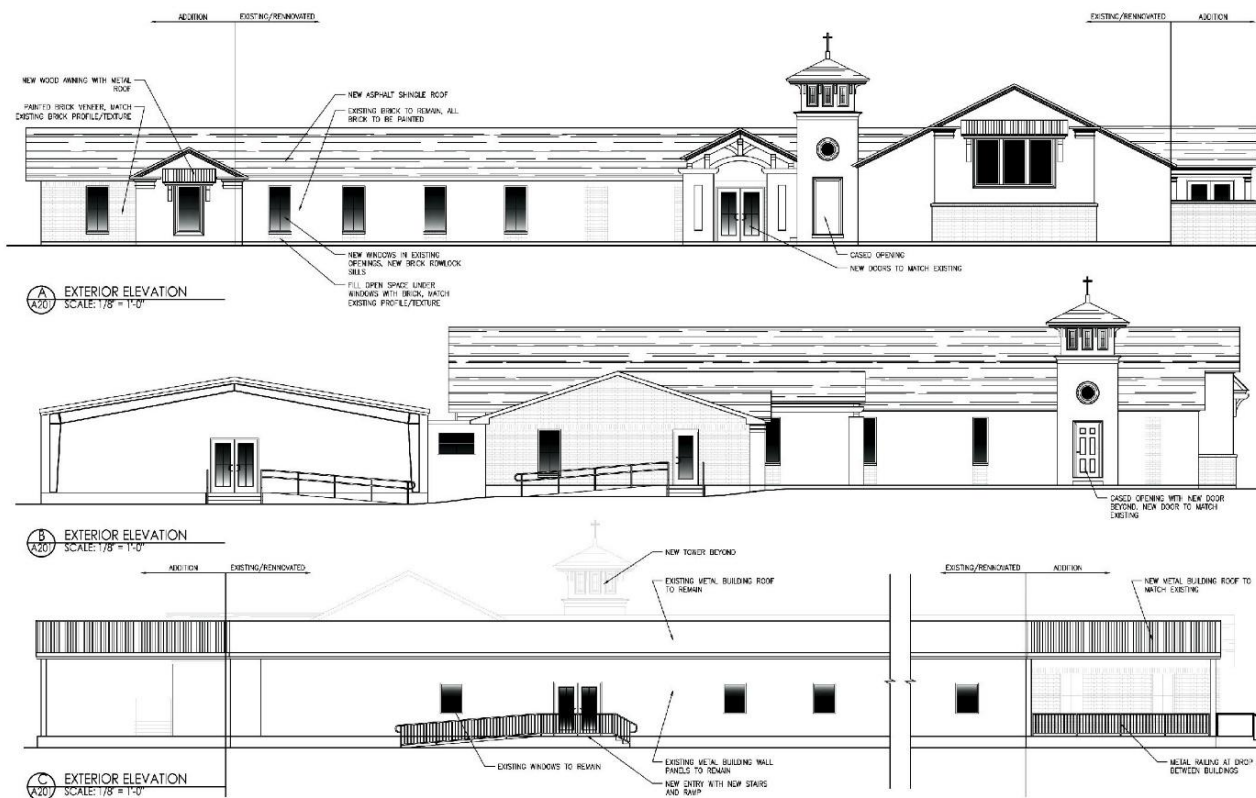 ADDITION
EXISTING/RENNOVATED
EXISTING/RENNOVATED
ADDITION
NEW WOOD AWNING WITH METAL
ROOF
PAINTED BRICK VENEER, MATCH
EXISTING BRICK PROFILE/TEXTURE
NEW ASPHALT SHINGLE ROOF
EXISTING BRICK TO REMAIN, ALL
BRICK TO BE PAINTED
NEW WINDOWS IN EXISTING
OPENINGS, NEW BRICK ROWLOCK
SILLS
FILL OPEN SPACE UNDER
WINDOWS WITH BRICK, MATCH
EXISTING PROFILE/TEXTURE
CASED OPENING
NEW DOORS TO MATCH EXISTING
A
A201
EXTERIOR ELEVATION
SCALE: 1/8" = 1'-0"
CASED OPENING WITH NEW DOOR
BEYOND. NEW DOOR TO MATCH
EXISTING
B
A201
EXTERIOR ELEVATION
SCALE: 1/8" = 1'-0"
ADDITION
EXISTING/RENNOVATED
NEW TOWER BEYOND
EXISTING METAL BUILDING ROOF
TO REMAIN
EXISTING/RENNOVATED
ADDITION
NEW METAL BUILDING ROOF TO
MATCH EXISTING
EXISTING WINDOWS TO REMAIN
EXISTING METAL BUILDING WALL
PANELS TO REMAIN
NEW ENTRY WITH NEW STAIRS
AND RAMP
METAL RAILING AT DROP
BETWEEN BUILDINGS
C
A201
EXTERIOR ELEVATION
SCALE: 1/8" = 1'-0"